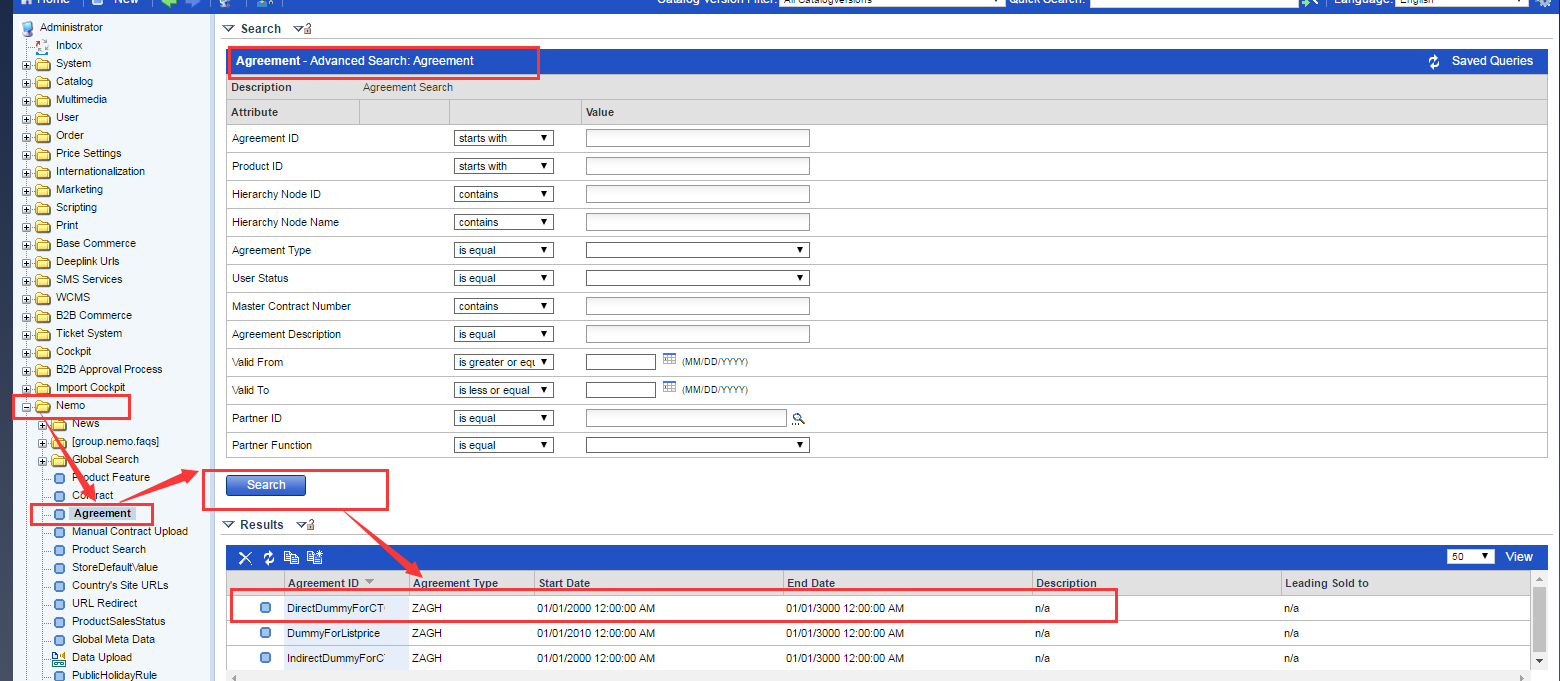 Home New Catalog Version Filter: All Catalogversions Quick Search: Language: English
Administrator
Inbox
System
Catalog
Multimedia
User
Order
Price Settings
Internationalization
Marketing
Scripting
Print
Base Commerce
Deeplink Urls
SMS Services
WCMS
B2B Commerce
Ticket System
Cockpit
B2B Approval Process
Import Cockpit
Nemo
News
[group.nemo.faqs]
Global Search
Product Feature
Contract
Agreement
Manual Contract Upload
Product Search
StoreDefaultValue
Country's Site URLs
URL Redirect
ProductSalesStatus
Global Meta Data
Data Upload
PublicHolidayRule
Search
Agreement - Advanced Search: Agreement Saved Queries
Description Agreement Search
Attribute Value
Agreement ID starts with
Product ID starts with
Hierarchy Node ID contains
Hierarchy Node Name contains
Agreement Type is equal
User Status is equal
Master Contract Number contains
Agreement Description is equal
Valid From is greater or equ (MM/DD/YYYY)
Valid To is less or equal (MM/DD/YYYY)
Partner ID is equal
Partner Function is equal
Search
Results
50 View
Agreement ID Agreement Type Start Date End Date Description Leading Sold to
DirectDummyForCT ZAGH 01/01/2000 12:00:00 AM 01/01/3000 12:00:00 AM n/a n/a
DummyForListprice ZAGH 01/01/2010 12:00:00 AM 01/01/3000 12:00:00 AM n/a n/a
IndirectDummyForC ZAGH 01/01/2000 12:00:00 AM 01/01/3000 12:00:00 AM n/a n/a